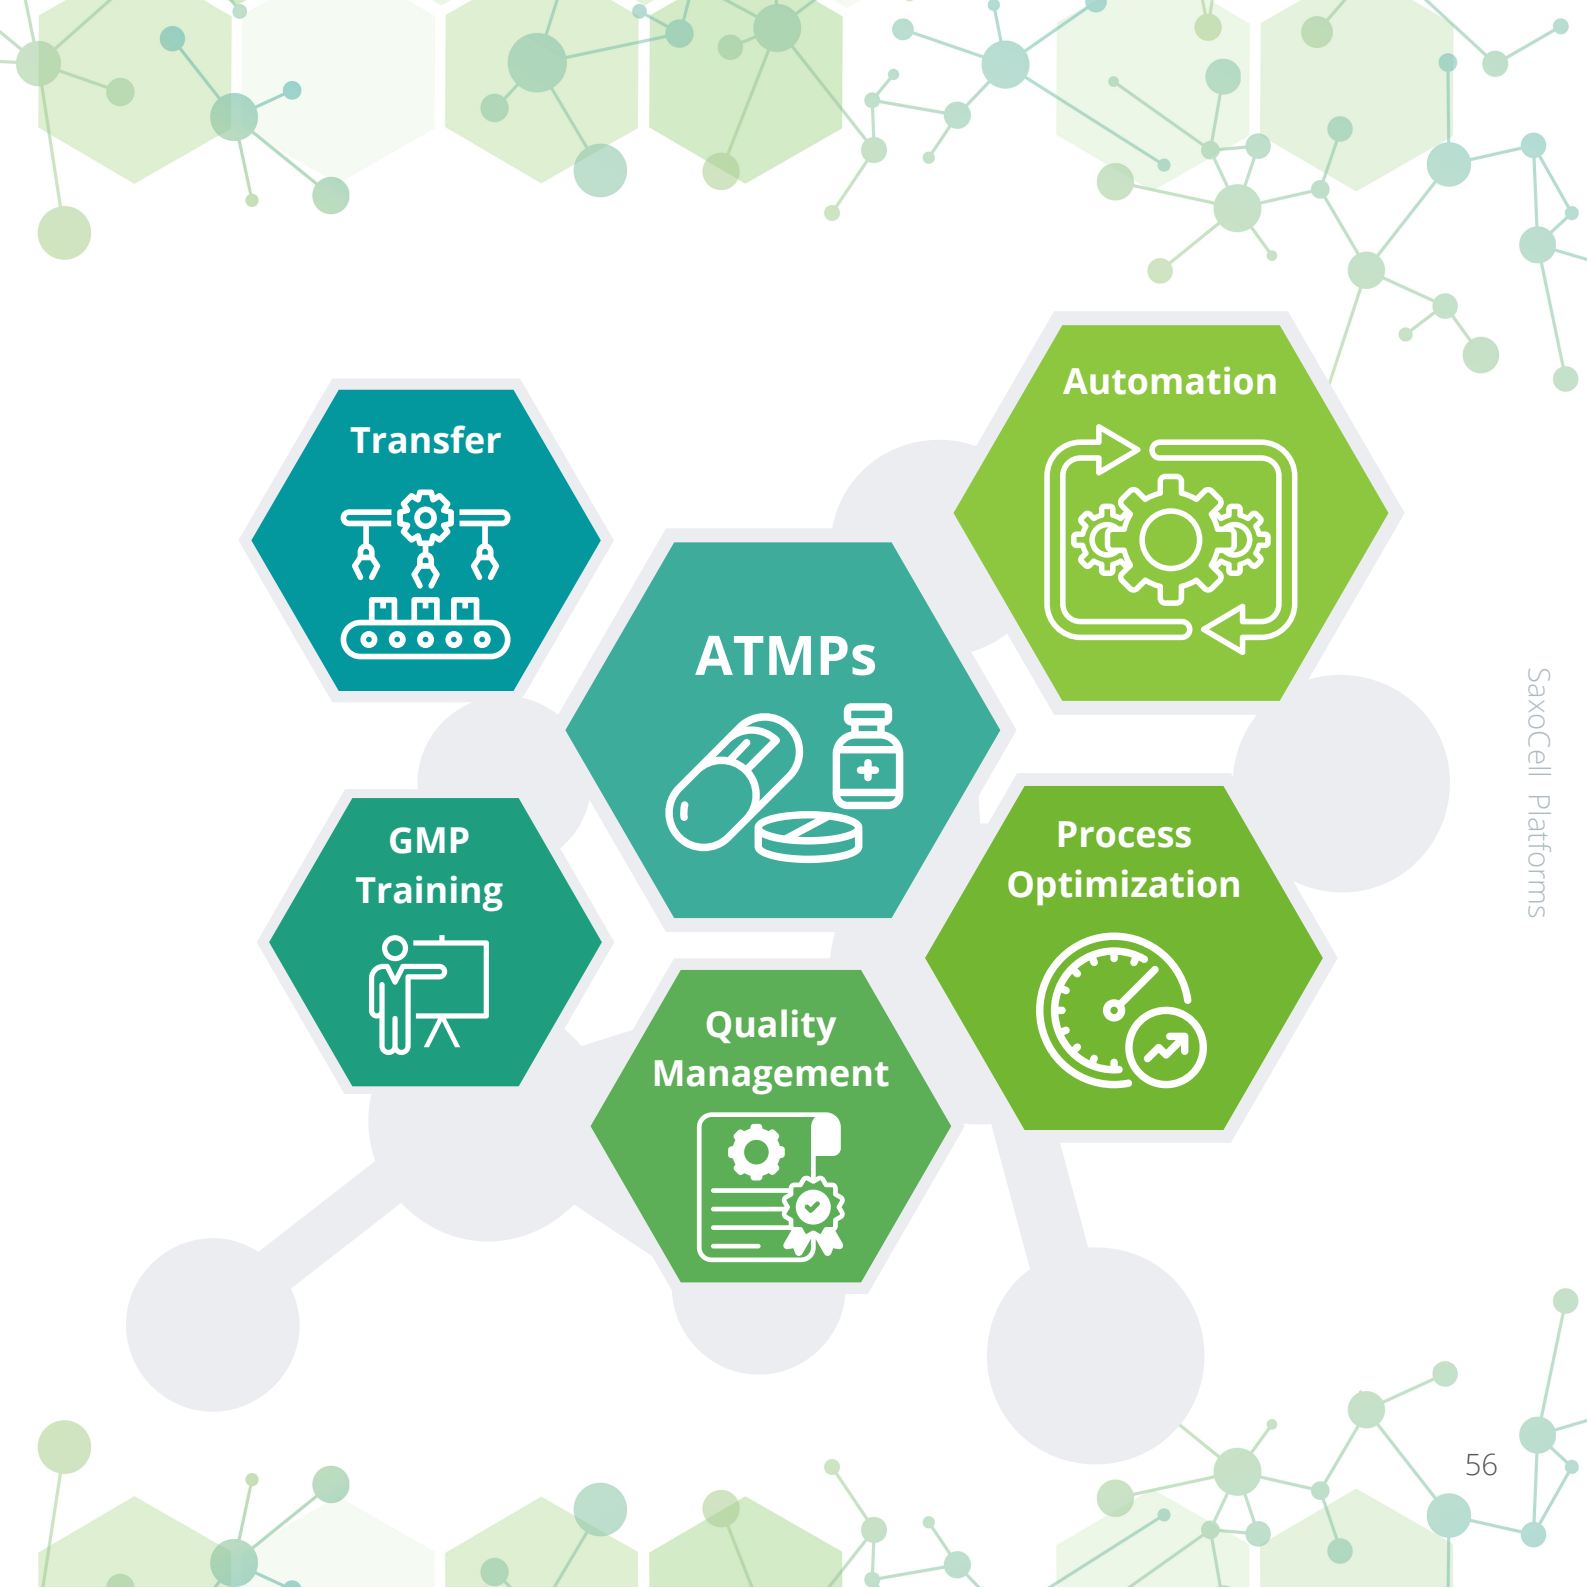 Automation
Transfer
ATMPs
GMP
Training
Process
Optimization
Quality
Management
SaxoCell Platforms
56